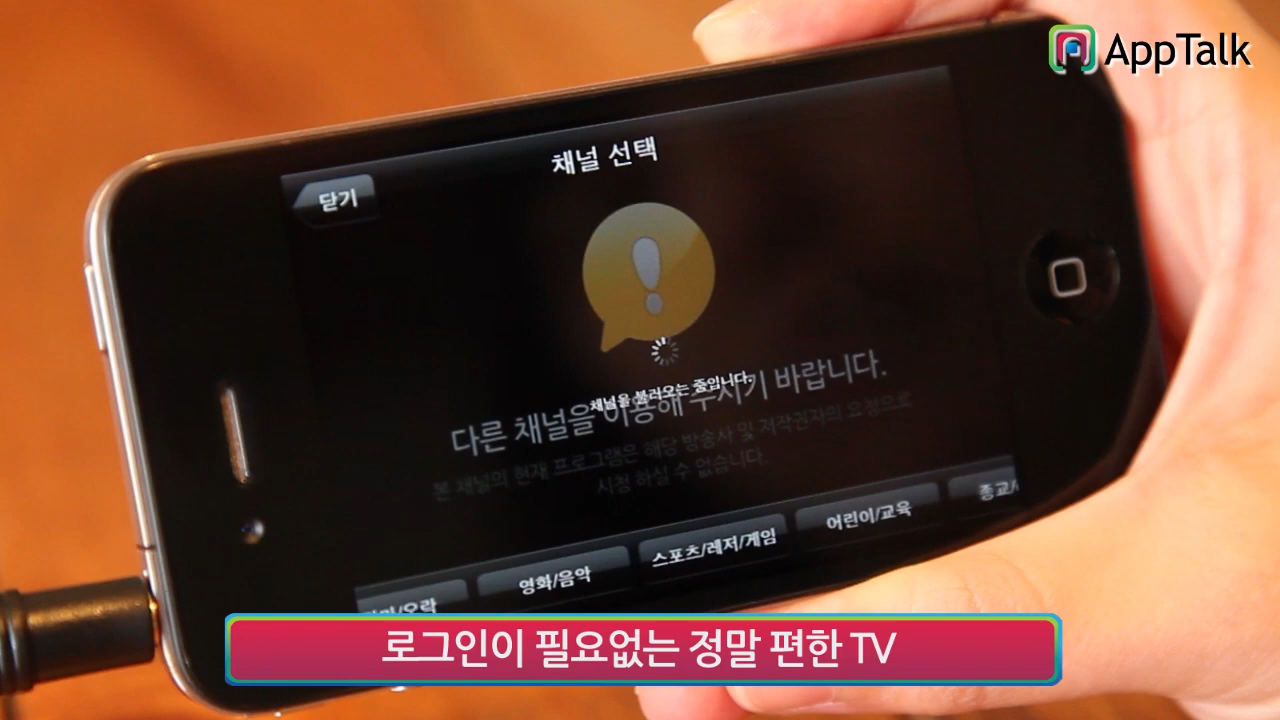 AppTalk
채널 선택
닫기
채널을 불러오는 중입니다.
다른 채널을 이용해 주시기 바랍니다.
본 채널의 현재 프로그램은 해당 방송사 및 저작권자의 요청으로
시청 하실 수 없습니다
영화/음악
스포츠/레저/게임
어린이/교육
종교/
로그인이 필요없는 정말 편한 TV